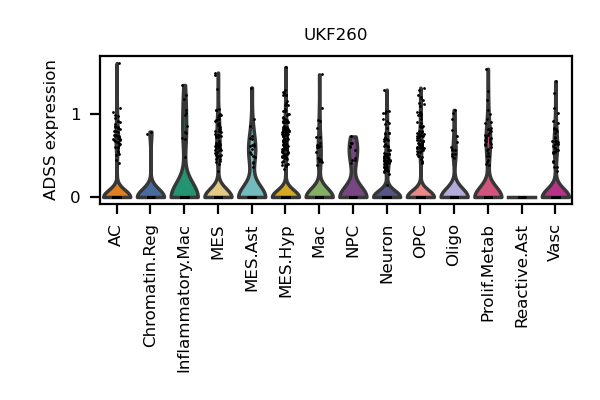 UKF260
ADSS expression
1
0
AC
Chromatin.Reg
Inflammatory.Mac
MES
MES.Ast
MES.Hyp
Mac
NPC
Neuron
OPC
Oligo
Prolif.Metab
Reactive.Ast
Vasc